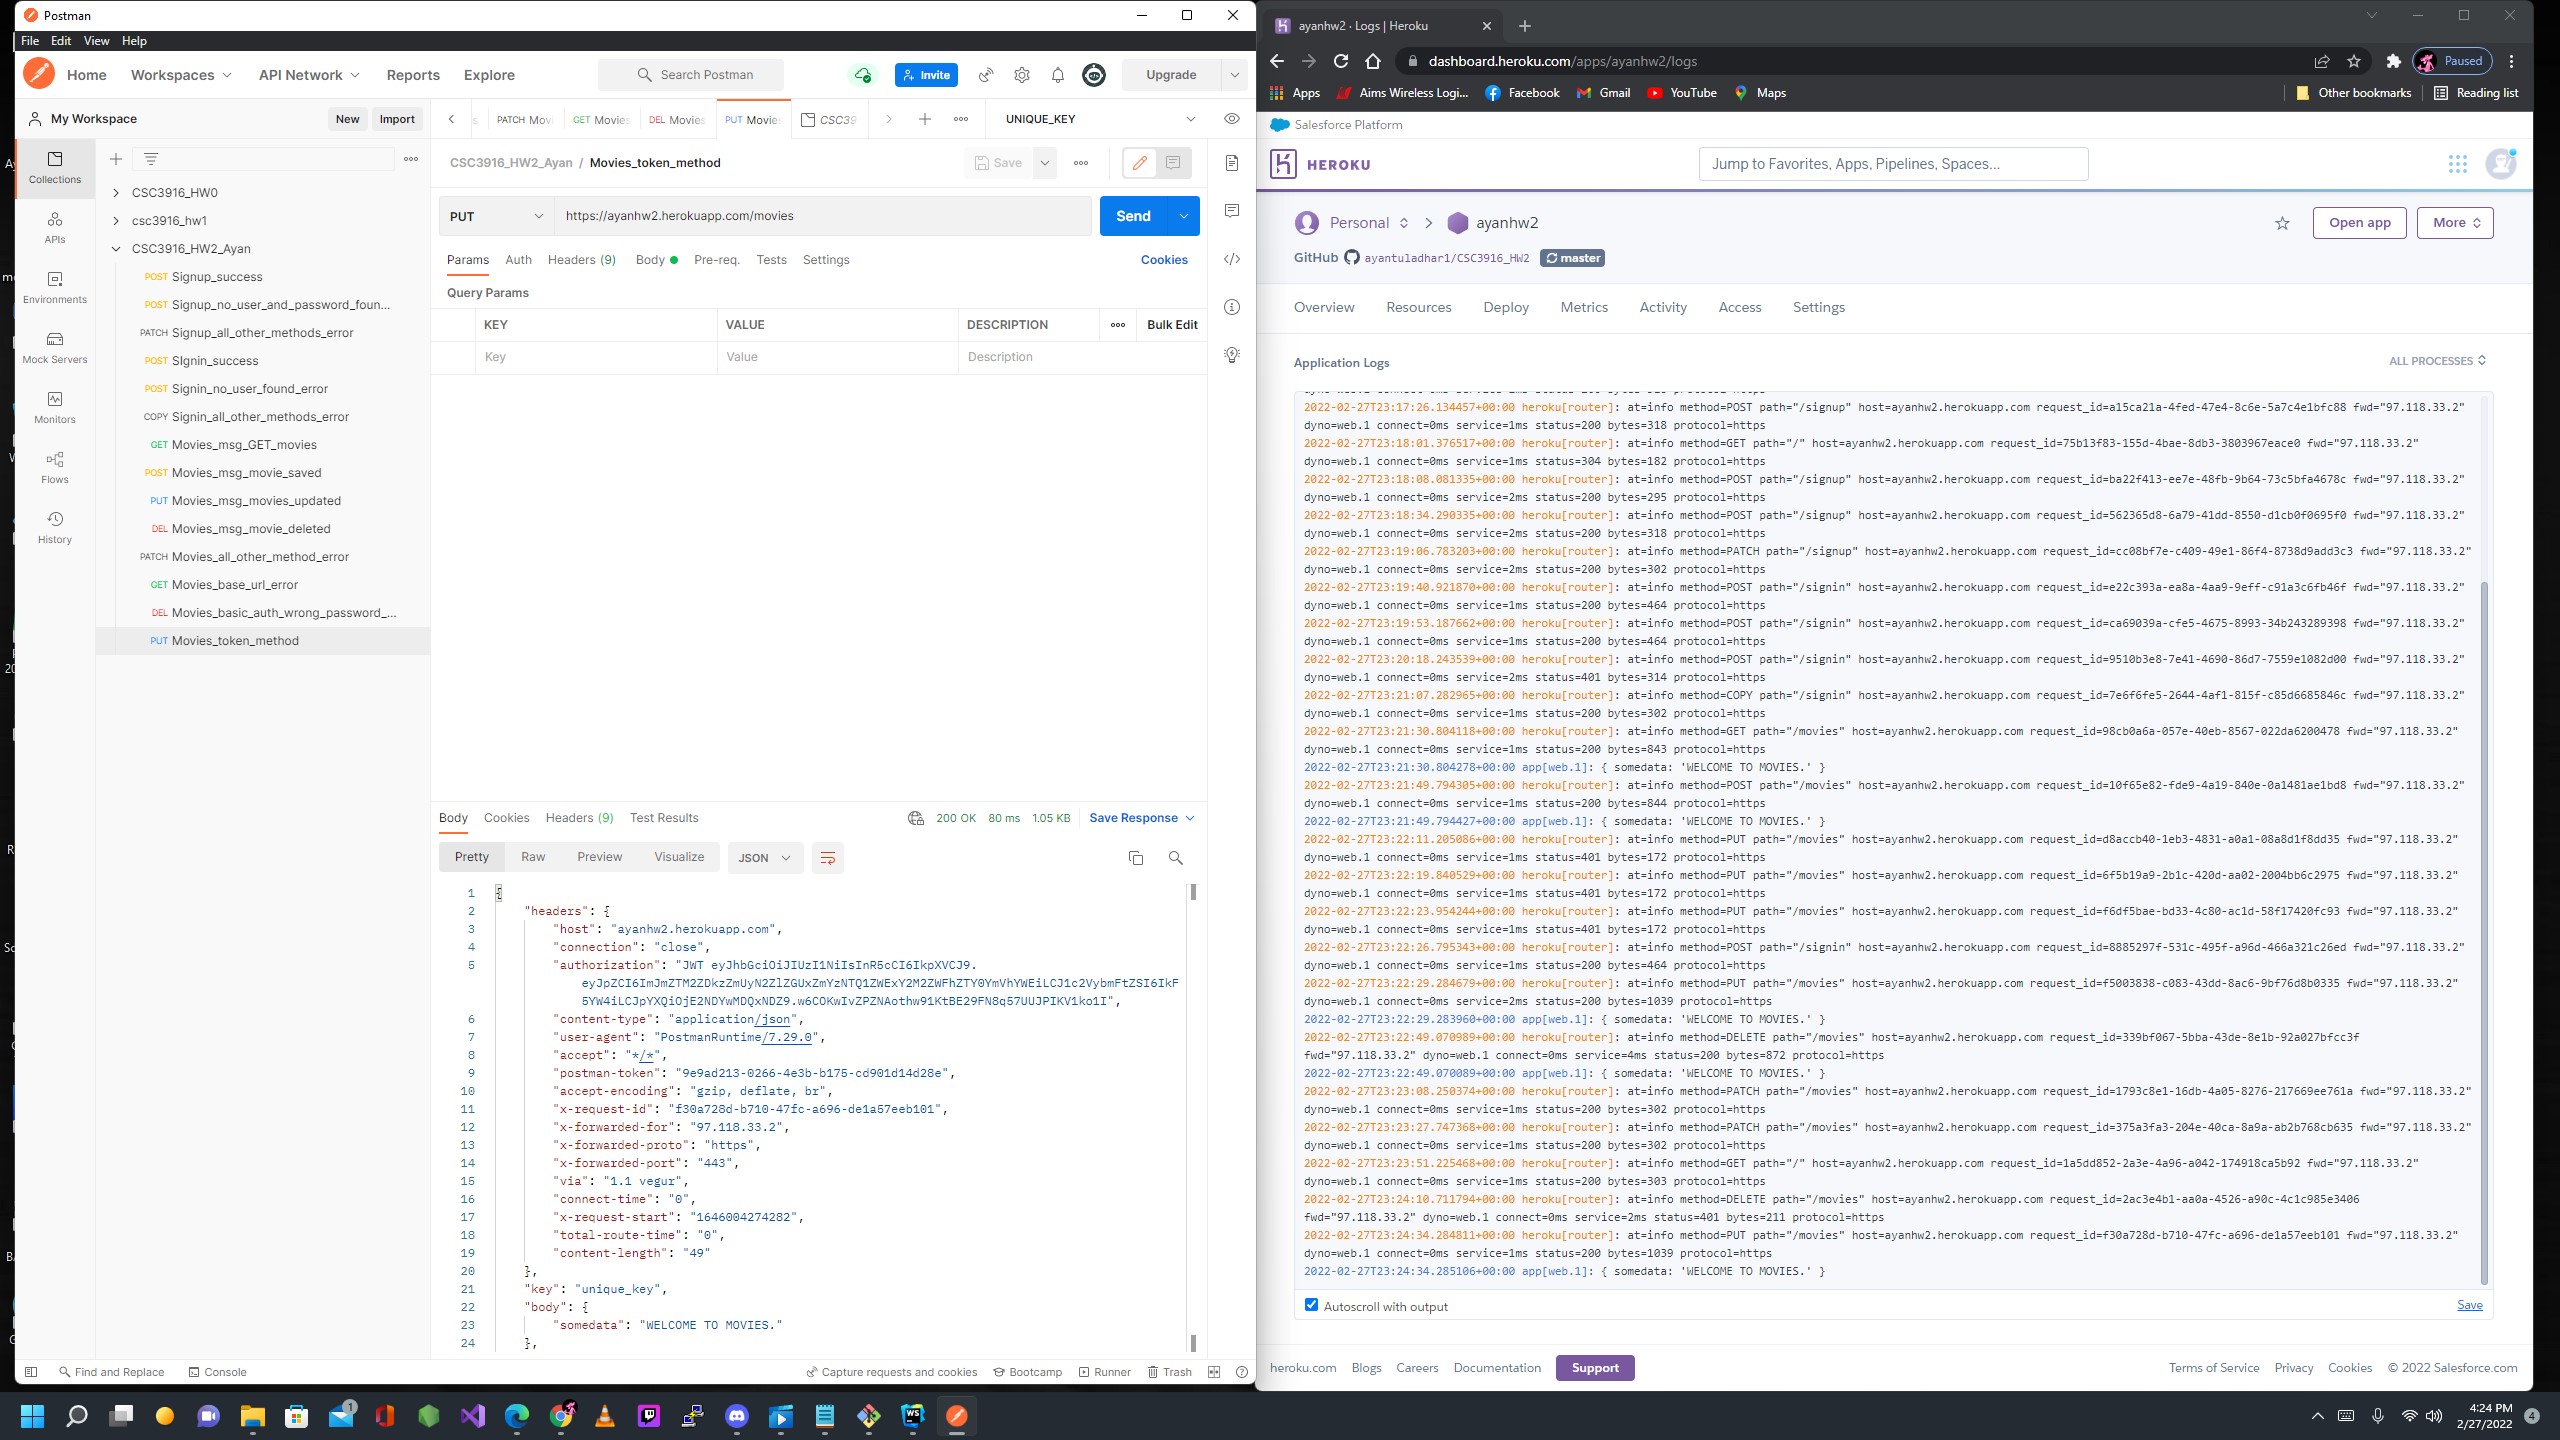 Postman
File Edit View Help
Home Workspaces API Network Reports Explore
Search Postman
Invite
Upgrade
My Workspace
New Import
PATCH Movi GET Movies DEL Movies PUT Movie CSC39
UNIQUE_KEY
Collections
APIs
Environments
Mock Servers
Monitors
Flows
History
CSC3916_HW0
csc3916_hw1
CSC3916_HW2_Ayan
POST Signup_success
POST Signup_no_user_and_password_foun...
PATCH Signup_all_other_methods_error
POST SIgnin_success
POST Signin_no_user_found_error
COPY Signin_all_other_methods_error
GET Movies_msg_GET_movies
POST Movies_msg_movie_saved
PUT Movies_msg_movies_updated
DEL Movies_msg_movie_deleted
PATCH Movies_all_other_method_error
GET Movies_base_url_error
DEL Movies_basic_auth_wrong_password_...
PUT Movies_token_method
CSC3916_HW2_Ayan / Movies_token_method
Save
PUT https://ayanhw2.herokuapp.com/movies
Send
Params Auth Headers (9) Body Pre-req. Tests Settings
Cookies
Query Params
KEY VALUE DESCRIPTION Bulk Edit
Key Value Description
Body Cookies Headers (9) Test Results
200 OK 80 ms 1.05 KB Save Response
Pretty Raw Preview Visualize JSON
1 {
2 "headers": {
3 "host": "ayanhw2.herokuapp.com",
4 "connection": "close",
5 "authorization": "JWT eyJhbGciOiJIUzI1NiIsInR5cCI6IkpXVCJ9.
eyJpZCI6ImJmZTM2ZDkzZmUyN2ZlZGUxZmYzNTQ1ZWExY2M2ZWFhZTY0YmVhYWEiLCJ1c2VybmFtZSI6IkF
5YW4iLCJpYXQiOjE2NDYwMDQxNDZ9.w6COKwIvZPZNAothw91KtBE29FN8q57UUJPIKV1ko1I",
6 "content-type": "application/json",
7 "user-agent": "PostmanRuntime/7.29.0",
8 "accept": "*/*",
9 "postman-token": "9e9ad213-0266-4e3b-b175-cd901d14d28e",
10 "accept-encoding": "gzip, deflate, br",
11 "x-request-id": "f30a728d-b710-47fc-a696-de1a57eeb101",
12 "x-forwarded-for": "97.118.33.2",
13 "x-forwarded-proto": "https",
14 "x-forwarded-port": "443",
15 "via": "1.1 vegur",
16 "connect-time": "0",
17 "x-request-start": "1646004274282",
18 "total-route-time": "0",
19 "content-length": "49"
20 },
21 "key": "unique_key",
22 "body": {
23 "somedata": "WELCOME TO MOVIES."
24 },
Find and Replace Console
Capture requests and cookies Bootcamp Runner Trash
ayanhw2 · Logs | Heroku
dashboard.heroku.com/apps/ayanhw2/logs
Paused
Apps Aims Wireless Logi... Facebook Gmail YouTube Maps
Other bookmarks Reading list
Salesforce Platform
HEROKU
Jump to Favorites, Apps, Pipelines, Spaces...
Personal ayanhw2
Open app More
GitHub ayantuladhar1/CSC3916_HW2 master
Overview Resources Deploy Metrics Activity Access Settings
Application Logs
ALL PROCESSES
2022-02-27T23:17:26.134457+00:00 heroku[router]: at=info method=POST path="/signup" host=ayanhw2.herokuapp.com request_id=a15ca21a-4fed-47e4-8c6e-5a7c4e1bfc88 fwd="97.118.33.2"
dyno=web.1 connect=0ms service=1ms status=200 bytes=318 protocol=https
2022-02-27T23:18:01.376517+00:00 heroku[router]: at=info method=GET path="/" host=ayanhw2.herokuapp.com request_id=75b13f83-155d-4bae-8db3-3803967eace0 fwd="97.118.33.2"
dyno=web.1 connect=0ms service=1ms status=304 bytes=182 protocol=https
2022-02-27T23:18:08.081335+00:00 heroku[router]: at=info method=POST path="/signup" host=ayanhw2.herokuapp.com request_id=ba22f413-ee7e-48fb-9b64-73c5bfa4678c fwd="97.118.33.2"
dyno=web.1 connect=0ms service=2ms status=200 bytes=295 protocol=https
2022-02-27T23:18:34.290335+00:00 heroku[router]: at=info method=POST path="/signup" host=ayanhw2.herokuapp.com request_id=562365d8-6a79-41dd-8550-d1cb0f0695f0 fwd="97.118.33.2"
dyno=web.1 connect=0ms service=2ms status=200 bytes=318 protocol=https
2022-02-27T23:19:06.783203+00:00 heroku[router]: at=info method=PATCH path="/signup" host=ayanhw2.herokuapp.com request_id=cc08bf7e-c409-49e1-86f4-8738d9add3c3 fwd="97.118.33.2"
dyno=web.1 connect=0ms service=2ms status=200 bytes=302 protocol=https
2022-02-27T23:19:40.921870+00:00 heroku[router]: at=info method=POST path="/signin" host=ayanhw2.herokuapp.com request_id=e22c393a-ea8a-4aa9-9eff-c91a3c6fb46f fwd="97.118.33.2"
dyno=web.1 connect=0ms service=1ms status=200 bytes=464 protocol=https
2022-02-27T23:19:53.187662+00:00 heroku[router]: at=info method=POST path="/signin" host=ayanhw2.herokuapp.com request_id=ca69039a-cfe5-4675-8993-34b243289398 fwd="97.118.33.2"
dyno=web.1 connect=0ms service=1ms status=200 bytes=464 protocol=https
2022-02-27T23:20:18.243539+00:00 heroku[router]: at=info method=POST path="/signin" host=ayanhw2.herokuapp.com request_id=9510b3e8-7e41-4690-86d7-7559e1082d00 fwd="97.118.33.2"
dyno=web.1 connect=0ms service=2ms status=401 bytes=314 protocol=https
2022-02-27T23:21:07.282965+00:00 heroku[router]: at=info method=COPY path="/signin" host=ayanhw2.herokuapp.com request_id=7e6f6fe5-2644-4af1-815f-c85d6685846c fwd="97.118.33.2"
dyno=web.1 connect=0ms service=1ms status=200 bytes=302 protocol=https
2022-02-27T23:21:30.804118+00:00 heroku[router]: at=info method=GET path="/movies" host=ayanhw2.herokuapp.com request_id=98cb0a6a-057e-40eb-8567-022da6200478 fwd="97.118.33.2"
dyno=web.1 connect=0ms service=1ms status=200 bytes=843 protocol=https
2022-02-27T23:21:30.804278+00:00 app[web.1]: { somedata: 'WELCOME TO MOVIES.' }
2022-02-27T23:21:49.794305+00:00 heroku[router]: at=info method=POST path="/movies" host=ayanhw2.herokuapp.com request_id=10f65e82-fde9-4a19-840e-0a1481ae1bd8 fwd="97.118.33.2"
dyno=web.1 connect=0ms service=1ms status=200 bytes=844 protocol=https
2022-02-27T23:21:49.794427+00:00 app[web.1]: { somedata: 'WELCOME TO MOVIES.' }
2022-02-27T23:22:11.205086+00:00 heroku[router]: at=info method=PUT path="/movies" host=ayanhw2.herokuapp.com request_id=d8accb40-1eb3-4831-a0a1-08a8d1f8dd35 fwd="97.118.33.2"
dyno=web.1 connect=0ms service=1ms status=401 bytes=172 protocol=https
2022-02-27T23:22:19.840529+00:00 heroku[router]: at=info method=PUT path="/movies" host=ayanhw2.herokuapp.com request_id=6f5b19a9-2b1c-420d-aa02-2004bb6c2975 fwd="97.118.33.2"
dyno=web.1 connect=0ms service=1ms status=401 bytes=172 protocol=https
2022-02-27T23:22:23.954244+00:00 heroku[router]: at=info method=PUT path="/movies" host=ayanhw2.herokuapp.com request_id=f6df5bae-bd33-4c80-ac1d-58f17420fc93 fwd="97.118.33.2"
dyno=web.1 connect=0ms service=1ms status=401 bytes=172 protocol=https
2022-02-27T23:22:26.795343+00:00 heroku[router]: at=info method=POST path="/signin" host=ayanhw2.herokuapp.com request_id=8885297f-531c-495f-a96d-466a321c26ed fwd="97.118.33.2"
dyno=web.1 connect=0ms service=1ms status=200 bytes=464 protocol=https
2022-02-27T23:22:29.284679+00:00 heroku[router]: at=info method=PUT path="/movies" host=ayanhw2.herokuapp.com request_id=f5003838-c083-43dd-8ac6-9bf76d8b0335 fwd="97.118.33.2"
dyno=web.1 connect=0ms service=2ms status=200 bytes=1039 protocol=https
2022-02-27T23:22:29.283960+00:00 app[web.1]: { somedata: 'WELCOME TO MOVIES.' }
2022-02-27T23:22:49.070989+00:00 heroku[router]: at=info method=DELETE path="/movies" host=ayanhw2.herokuapp.com request_id=339bf067-5bba-43de-8e1b-92a027bfcc3f
fwd="97.118.33.2" dyno=web.1 connect=0ms service=4ms status=200 bytes=872 protocol=https
2022-02-27T23:22:49.070089+00:00 app[web.1]: { somedata: 'WELCOME TO MOVIES.' }
2022-02-27T23:23:08.250374+00:00 heroku[router]: at=info method=PATCH path="/movies" host=ayanhw2.herokuapp.com request_id=1793c8e1-16db-4a05-8276-217669ee761a fwd="97.118.33.2"
dyno=web.1 connect=0ms service=1ms status=200 bytes=302 protocol=https
2022-02-27T23:23:27.747368+00:00 heroku[router]: at=info method=PATCH path="/movies" host=ayanhw2.herokuapp.com request_id=375a3fa3-204e-40ca-8a9a-ab2b768cb635 fwd="97.118.33.2"
dyno=web.1 connect=0ms service=1ms status=200 bytes=302 protocol=https
2022-02-27T23:23:51.225468+00:00 heroku[router]: at=info method=GET path="/" host=ayanhw2.herokuapp.com request_id=1a5dd852-2a3e-4a96-a042-174918ca5b92 fwd="97.118.33.2"
dyno=web.1 connect=0ms service=1ms status=200 bytes=303 protocol=https
2022-02-27T23:24:10.711794+00:00 heroku[router]: at=info method=DELETE path="/movies" host=ayanhw2.herokuapp.com request_id=2ac3e4b1-aa0a-4526-a90c-4c1c985e3406
fwd="97.118.33.2" dyno=web.1 connect=0ms service=2ms status=401 bytes=211 protocol=https
2022-02-27T23:24:34.284811+00:00 heroku[router]: at=info method=PUT path="/movies" host=ayanhw2.herokuapp.com request_id=f30a728d-b710-47fc-a696-de1a57eeb101 fwd="97.118.33.2"
dyno=web.1 connect=0ms service=1ms status=200 bytes=1039 protocol=https
2022-02-27T23:24:34.285106+00:00 app[web.1]: { somedata: 'WELCOME TO MOVIES.' }
Autoscroll with output
Save
heroku.com Blogs Careers Documentation Support
Terms of Service Privacy Cookies © 2022 Salesforce.com
4:24 PM
2/27/2022
4